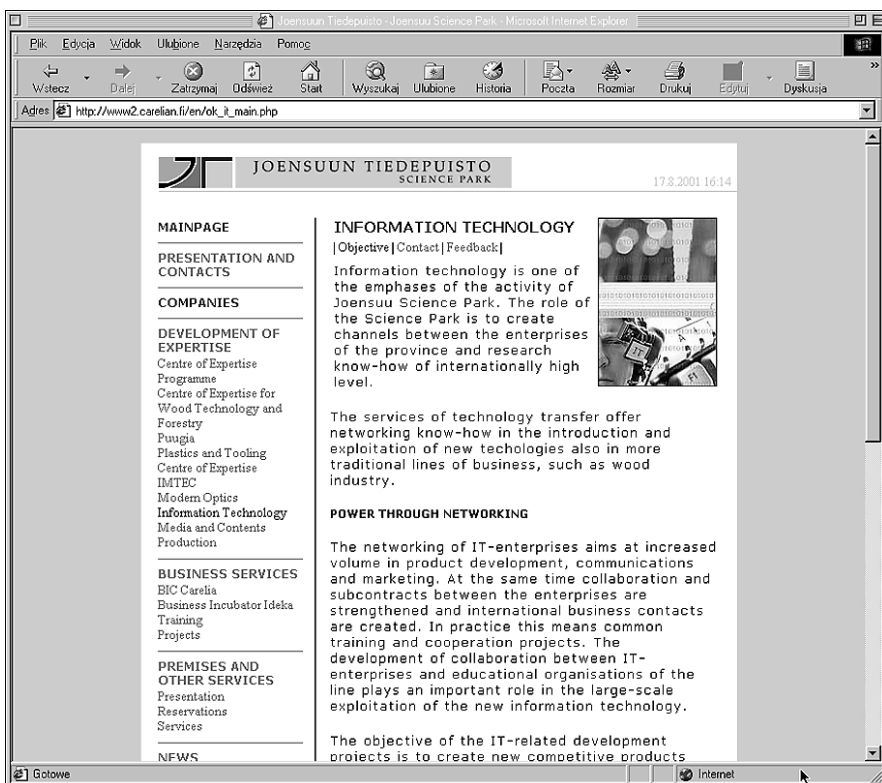 Joensuun Tiedepuisto - Joensuu Science Park - Microsoft Internet Explorer
Plik Edycja Widok Ulubione Narzędzia Pomoc
Wstecz Dalej Zatrzymaj Odśwież Start Wyszukaj Ulubione Historia Poczta Rozmiar Drukuj Edytuj Dyskusja »
Adres http://www2.carelian.fi/en/ok_it_main.php
JOENSUUN TIEDEPUISTO
SCIENCE PARK
17.8.2001 16:14
MAINPAGE
PRESENTATION AND
CONTACTS
COMPANIES
DEVELOPMENT OF
EXPERTISE
Centre of Expertise
Programme
Centre of Expertise for
Wood Technology and
Forestry
Puugia
Plastics and Tooling
Centre of Expertise
IMTEC
Modern Optics
Information Technology
Media and Contents
Production
BUSINESS SERVICES
BIC Carelia
Business Incubator Ideka
Training
Projects
PREMISES AND
OTHER SERVICES
Presentation
Reservations
Services
NEWS
INFORMATION TECHNOLOGY
|Objective|Contact|Feedback|
Information technology is one of
the emphases of the activity of
Joensuu Science Park. The role of
the Science Park is to create
channels between the enterprises
of the province and research
know-how of internationally high
level.
IT
A
F1
The services of technology transfer offer
networking know-how in the introduction and
exploitation of new techologies also in more
traditional lines of business, such as wood
industry.
POWER THROUGH NETWORKING
The networking of IT-enterprises aims at increased
volume in product development, communications
and marketing. At the same time collaboration and
subcontracts between the enterprises are
strengthened and international business contacts
are created. In practice this means common
training and cooperation projects. The
development of collaboration between IT-
enterprises and educational organisations of the
line plays an important role in the large-scale
exploitation of the new information technology.
The objective of the IT-related development
projects is to create new competitive products
Gotowe
Internet